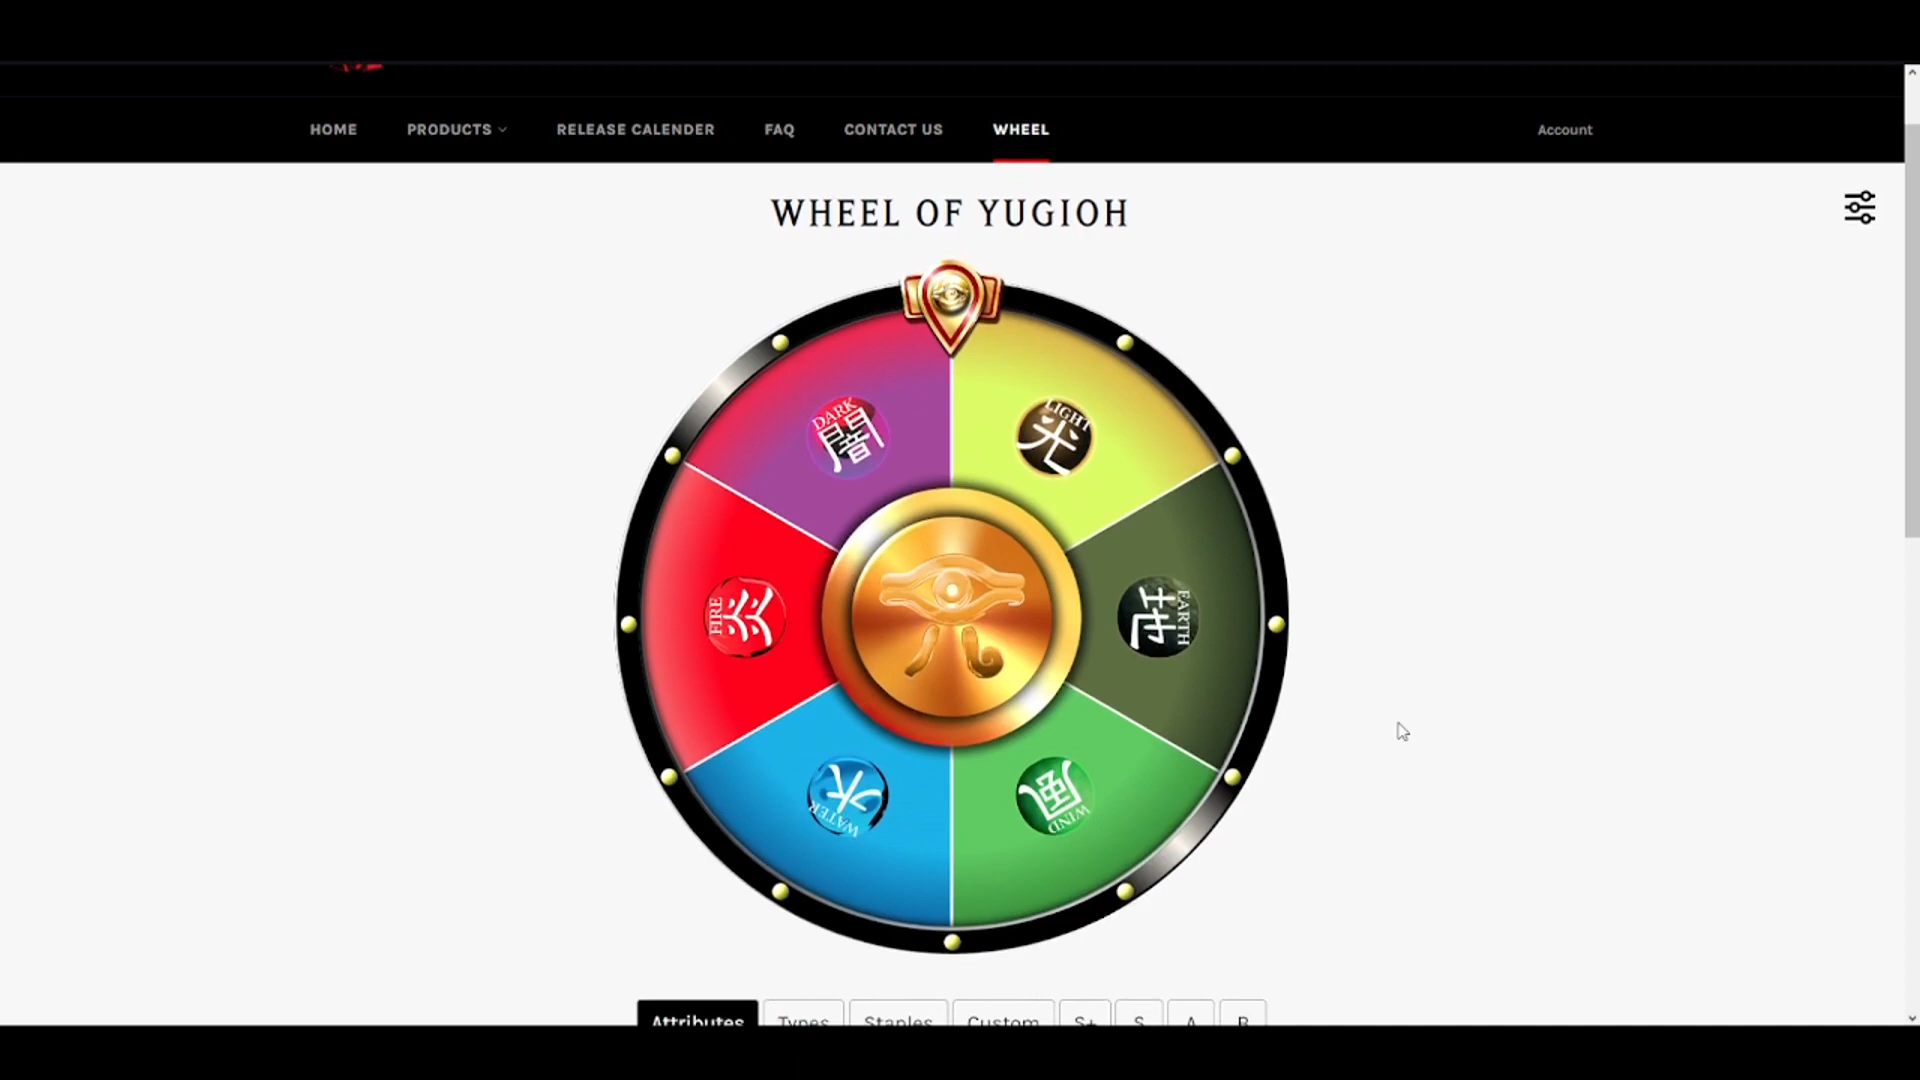 HOME PRODUCTS RELEASE CALENDER FAQ CONTACT US WHEEL Account
WHEEL OF YUGIOH
DARK
闇
LIGHT
光
FIRE
炎
EARTH
地
水
WATER
風
WIND
Attributes Types Staples Custom S+ S A B